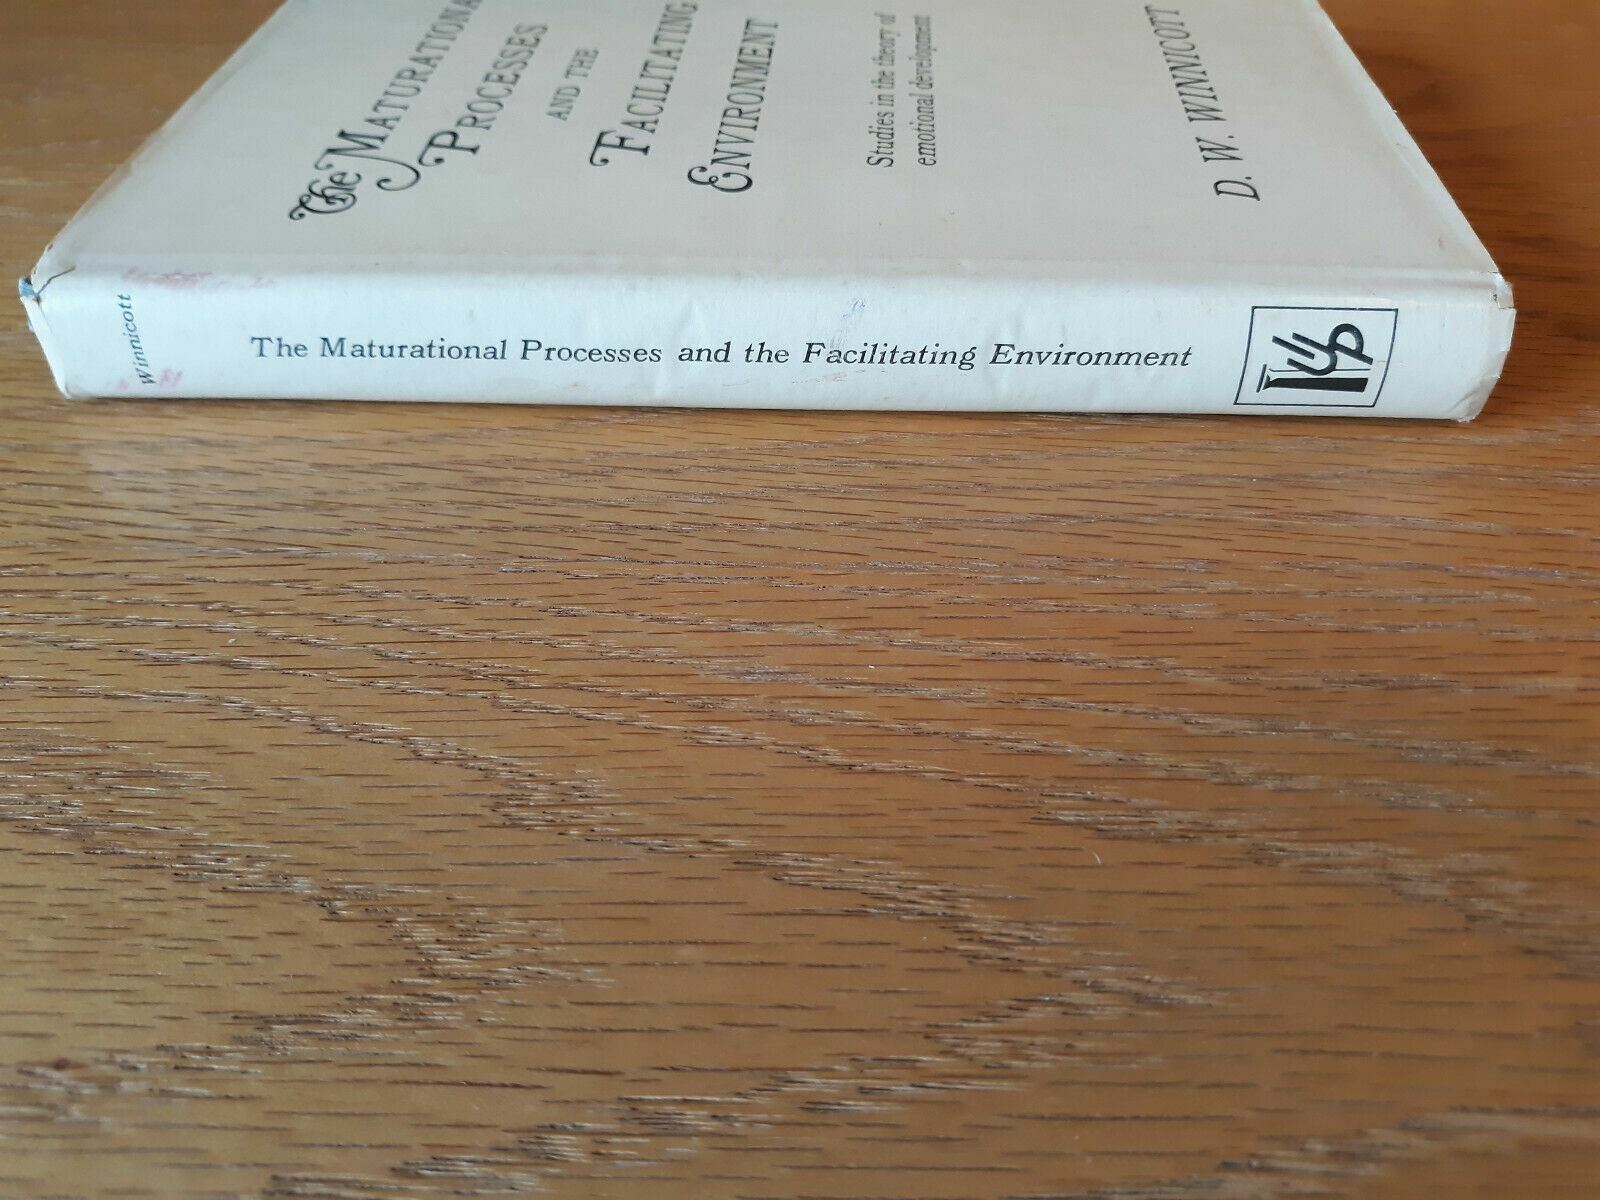 The MATURATIONAL
PROCESSES
AND THE
FACILITATING
ENVIRONMENT
Studies in the theory of
emotional development
D. W. WINNICOTT
Winnicott
The Maturational Processes and the Facilitating Environment
IUP